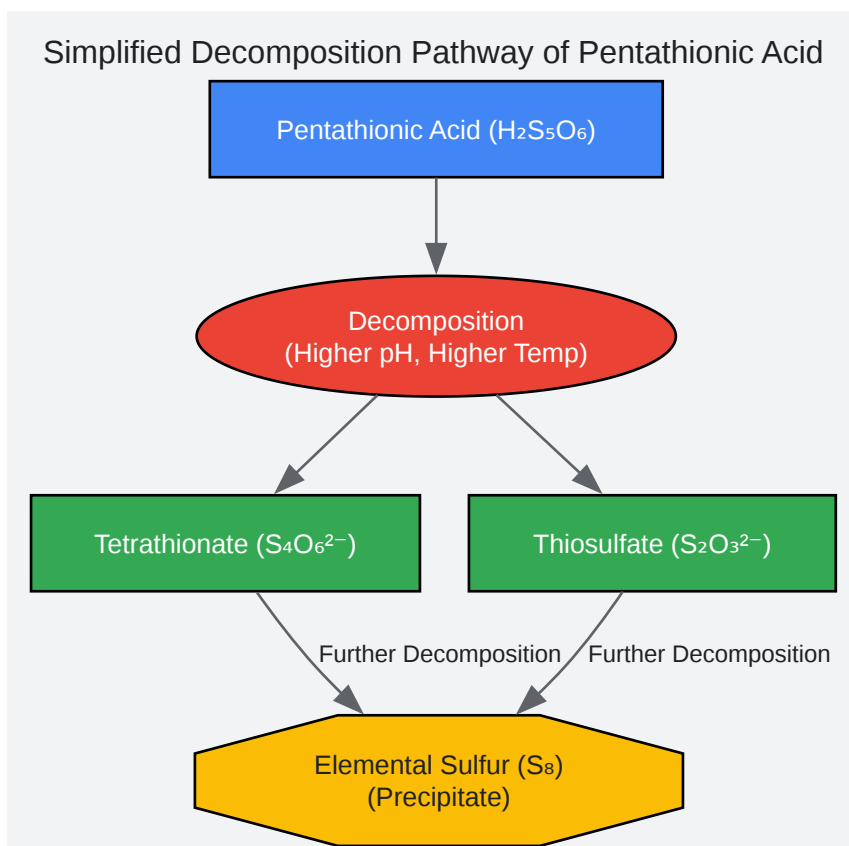 Simplified Decomposition Pathway of Pentathionic Acid
Pentathionic Acid (H₂S₅O₆)
Decomposition
(Higher pH, Higher Temp)
Tetrathionate (S₄O₆²⁻)
Thiosulfate (S₂O₃²⁻)
Further Decomposition
Further Decomposition
Elemental Sulfur (S₈)
(Precipitate)